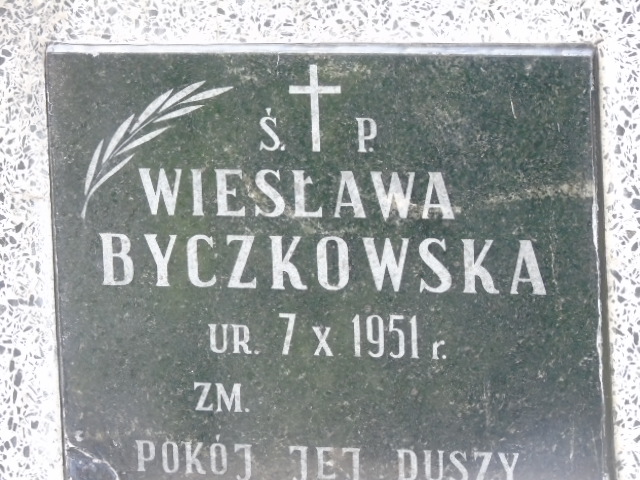 Ś. P.
WIESŁAWA
BYCZKOWSKA
UR. 7 X 1951 r.
ZM.
POKÓJ JEJ DUSZY